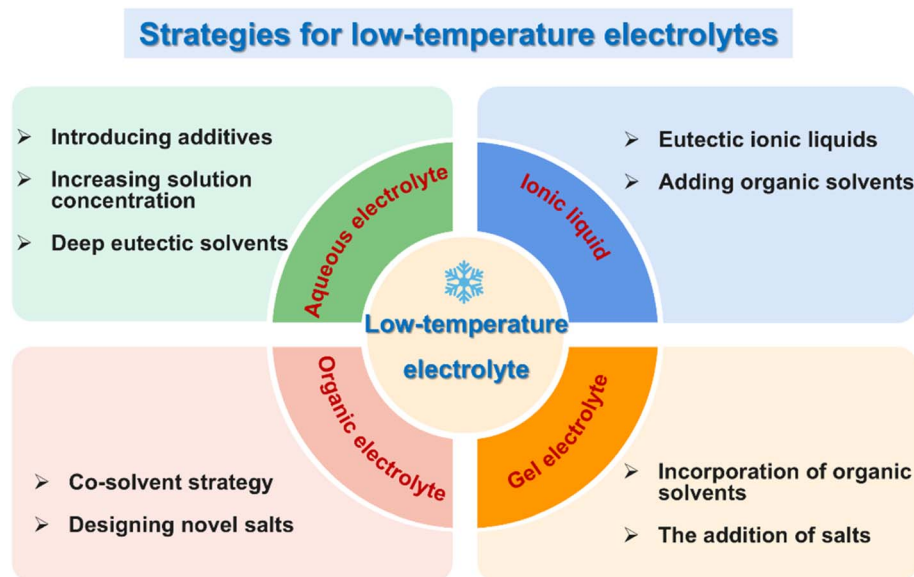 Strategies for low-temperature electrolytes
➢ Introducing additives
➢ Increasing solution
concentration
➢ Deep eutectic solvents
Aqueous electrolyte
Ionic liquid
➢ Eutectic ionic liquids
➢ Adding organic solvents
Low-temperature
electrolyte
Organic electrolyte
➢ Co-solvent strategy
➢ Designing novel salts
Gel electrolyte
➢ Incorporation of organic
solvents
➢ The addition of salts